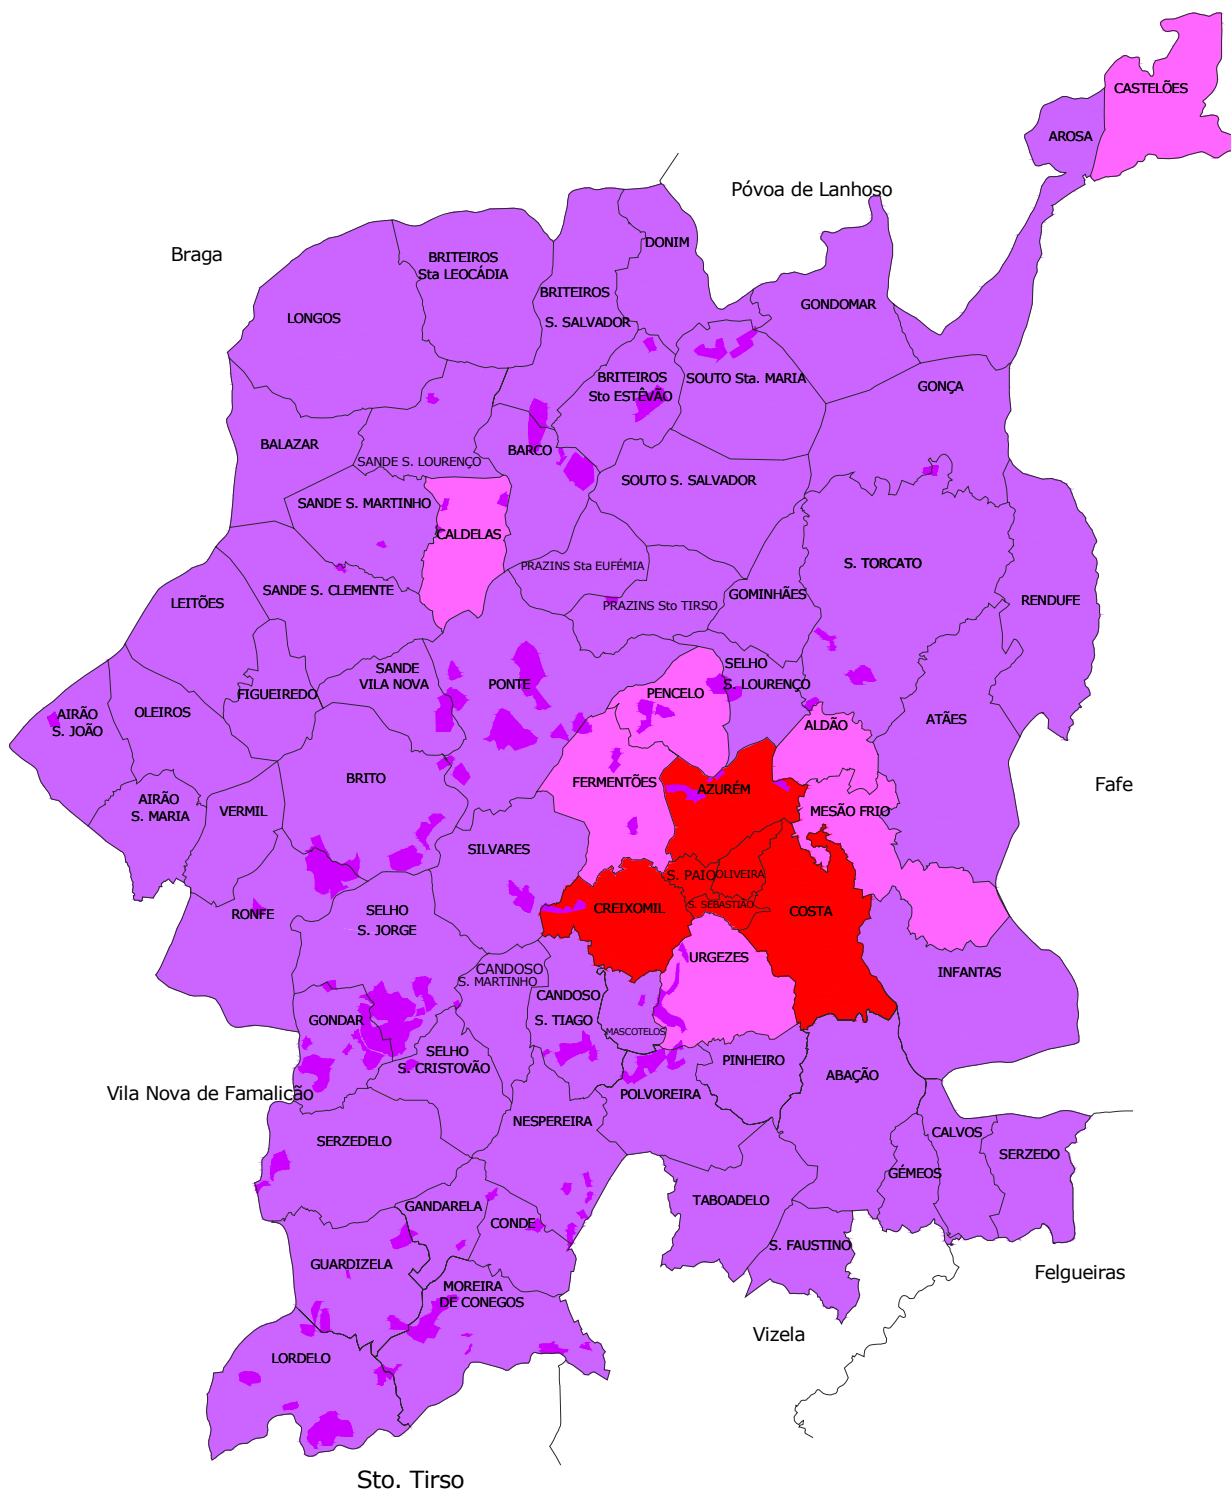 CASTELÕES
AROSA
Póvoa de Lanhoso
Braga
DONIM
BRITEIROS
Sta LEOCÁDIA
BRITEIROS
S. SALVADOR
GONDOMAR
LONGOS
BRITEIROS
Sto ESTÊVÃO
SOUTO Sta. MARIA
GONÇA
BALAZAR
SANDE S. LOURENÇO
BARCO
SOUTO S. SALVADOR
SANDE S. MARTINHO
CALDELAS
PRAZINS Sta EUFÉMIA
S. TORCATO
SANDE S. CLEMENTE
LEITÕES
PRAZINS Sto TIRSO
GOMINHÃES
RENDUFE
SANDE
VILA NOVA
FIGUEIREDO
PONTE
PENCELO
SELHO
S. LOURENÇO
AIRÃO
S. JOÃO
OLEIROS
ALDÃO
ATÃES
BRITO
FERMENTÕES
AZURÉM
Fafe
AIRÃO
S. MARIA
VERMIL
MESÃO FRIO
SILVARES
S. PAIO
OLIVEIRA
S. SEBASTIÃO
CREIXOMIL
COSTA
RONFE
SELHO
S. JORGE
URGEZES
CANDOSO
S. MARTINHO
INFANTAS
CANDOSO
S. TIAGO
GONDAR
MASCOTELOS
SELHO
S. CRISTOVÃO
PINHEIRO
ABAÇÃO
POLVOREIRA
Vila Nova de Famalicão
NESPEREIRA
CALVOS
SERZEDELO
SERZEDO
GÉMEOS
GANDARELA
CONDE
TABOADELO
S. FAUSTINO
GUARDIZELA
Felgueiras
MOREIRA
DE CONEGOS
Vizela
LORDELO
Sto. Tirso